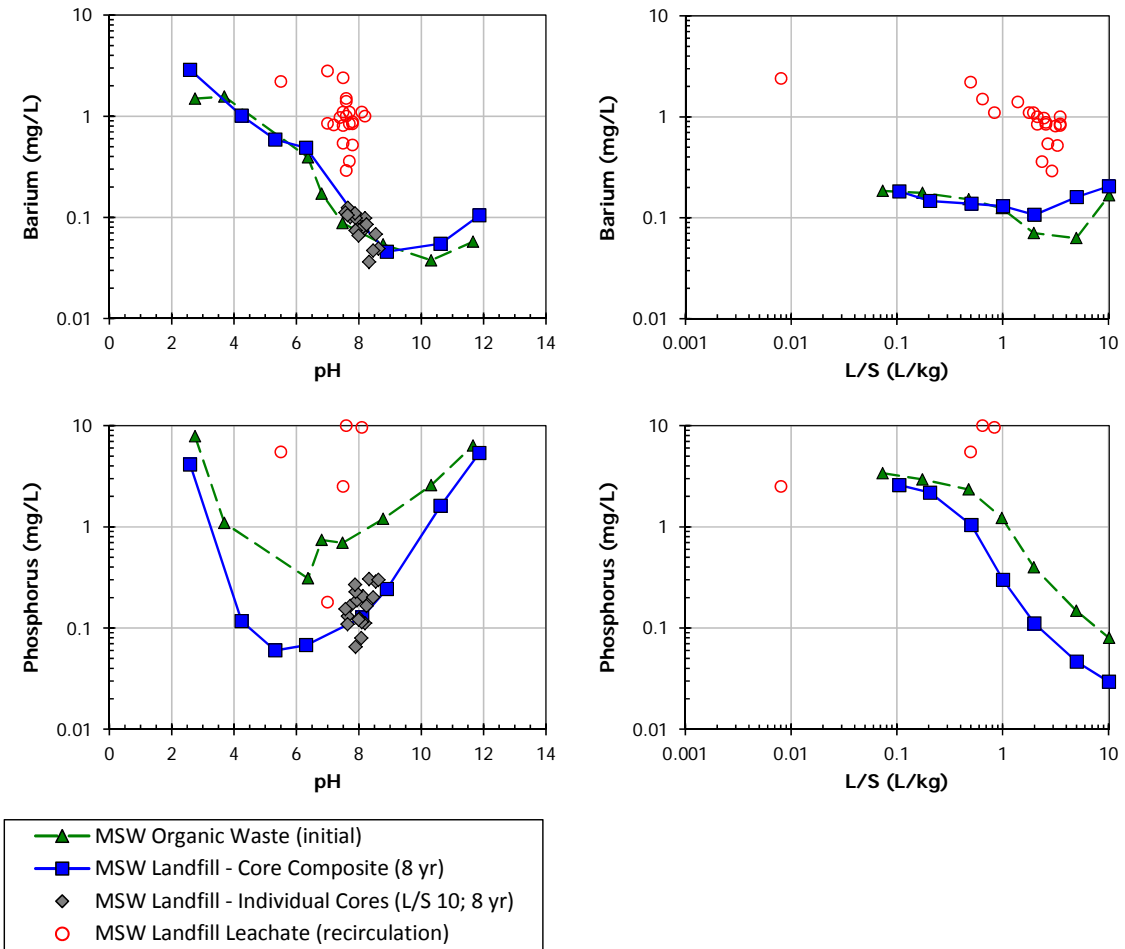 10
1
0.1
0.01
Barium (mg/L)
0 2 4 6 8 10 12 14
pH
10
1
0.1
0.01
Barium (mg/L)
0.001 0.01 0.1 1 10
L/S (L/kg)
10
1
0.1
0.01
Phosphorus (mg/L)
0 2 4 6 8 10 12 14
pH
10
1
0.1
0.01
Phosphorus (mg/L)
0.001 0.01 0.1 1 10
L/S (L/kg)
MSW Organic Waste (initial)
MSW Landfill - Core Composite (8 yr)
MSW Landfill - Individual Cores (L/S 10; 8 yr)
MSW Landfill Leachate (recirculation)